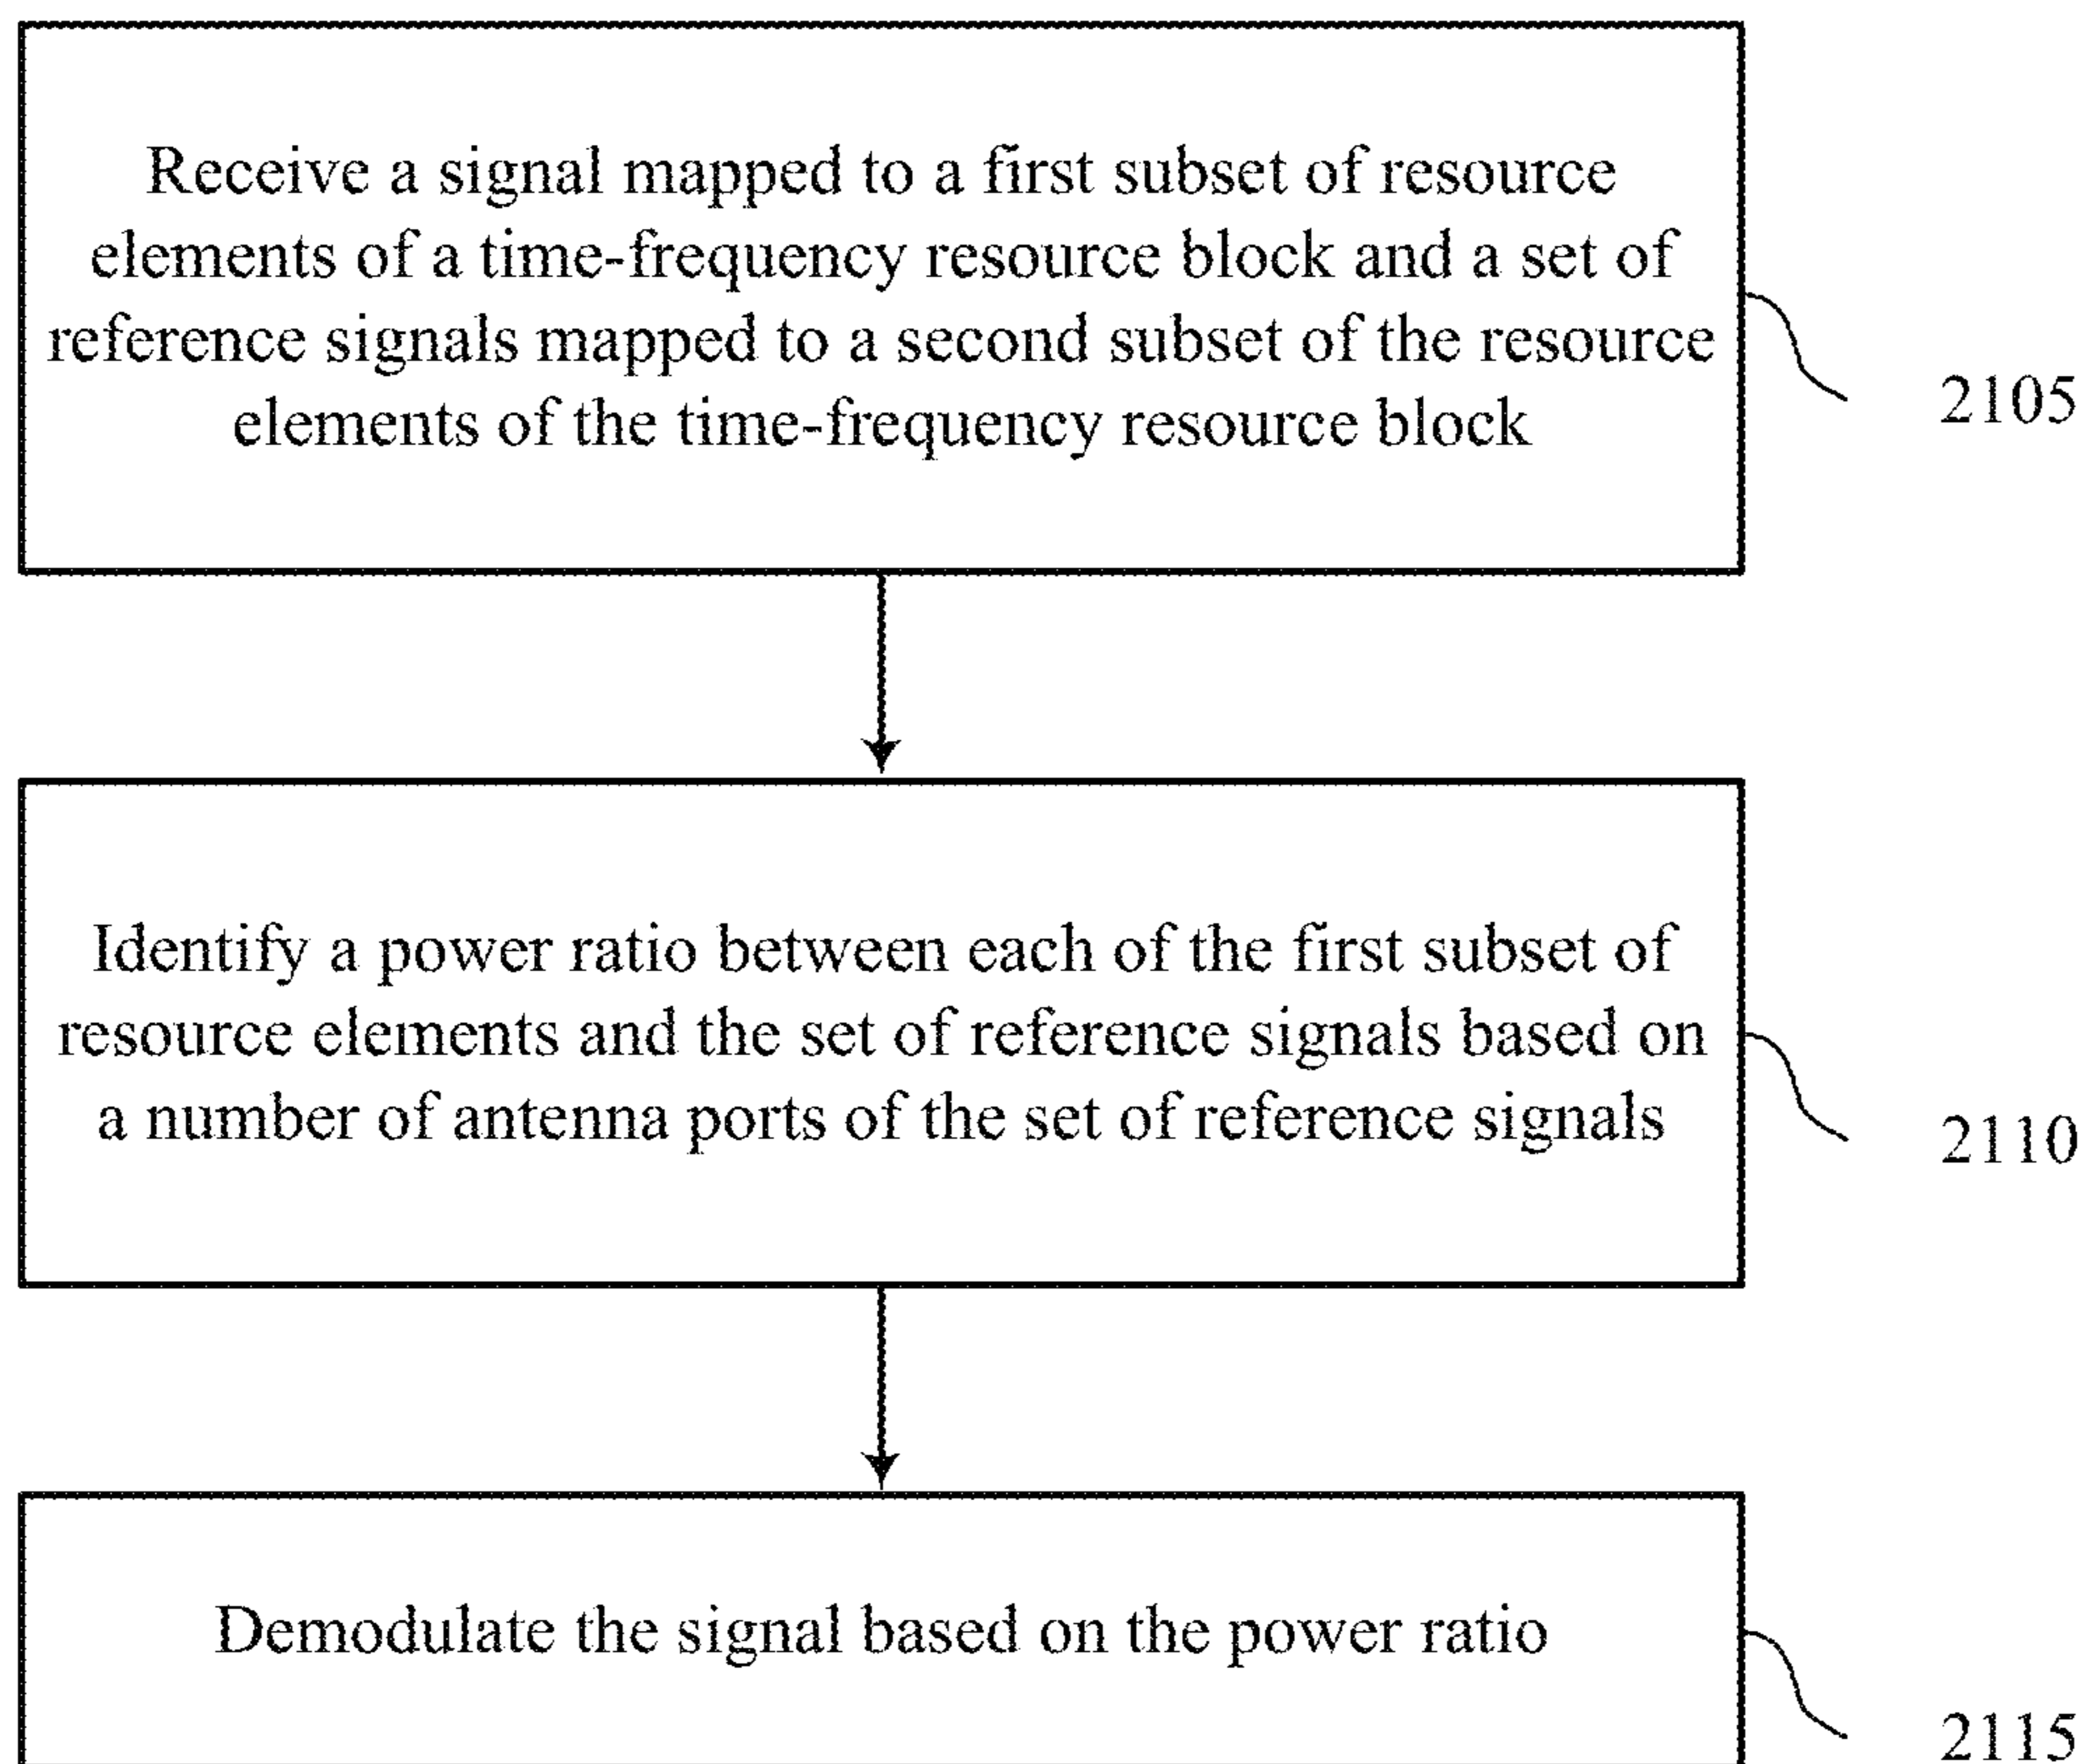 Receive a signal mapped to a first subset of resource
elements of a time-frequency resource block and a set of
reference signals mapped to a second subset of the resource
elements of the time-frequency resource block
2105
Identify a power ratio between each of the first subset of
resource elements and the set of reference signals based on
a number of antenna ports of the set of reference signals
2110
Demodulate the signal based on the power ratio
2115